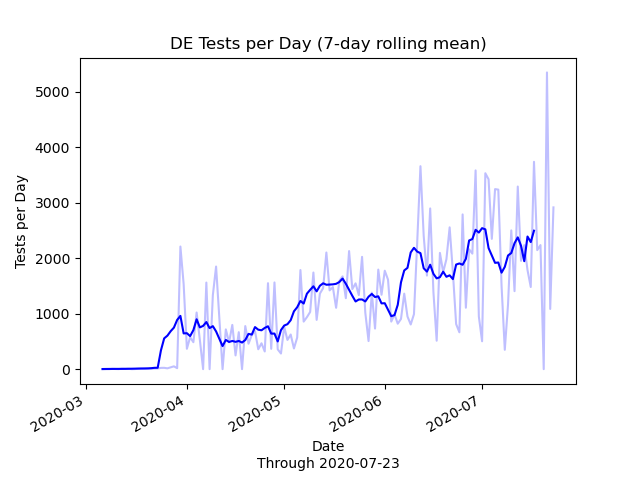 DE Tests per Day (7-day rolling mean)
Tests per Day
5000
4000
3000
2000
1000
0
2020-03
2020-04
2020-05
2020-06
2020-07
Date
Through 2020-07-23